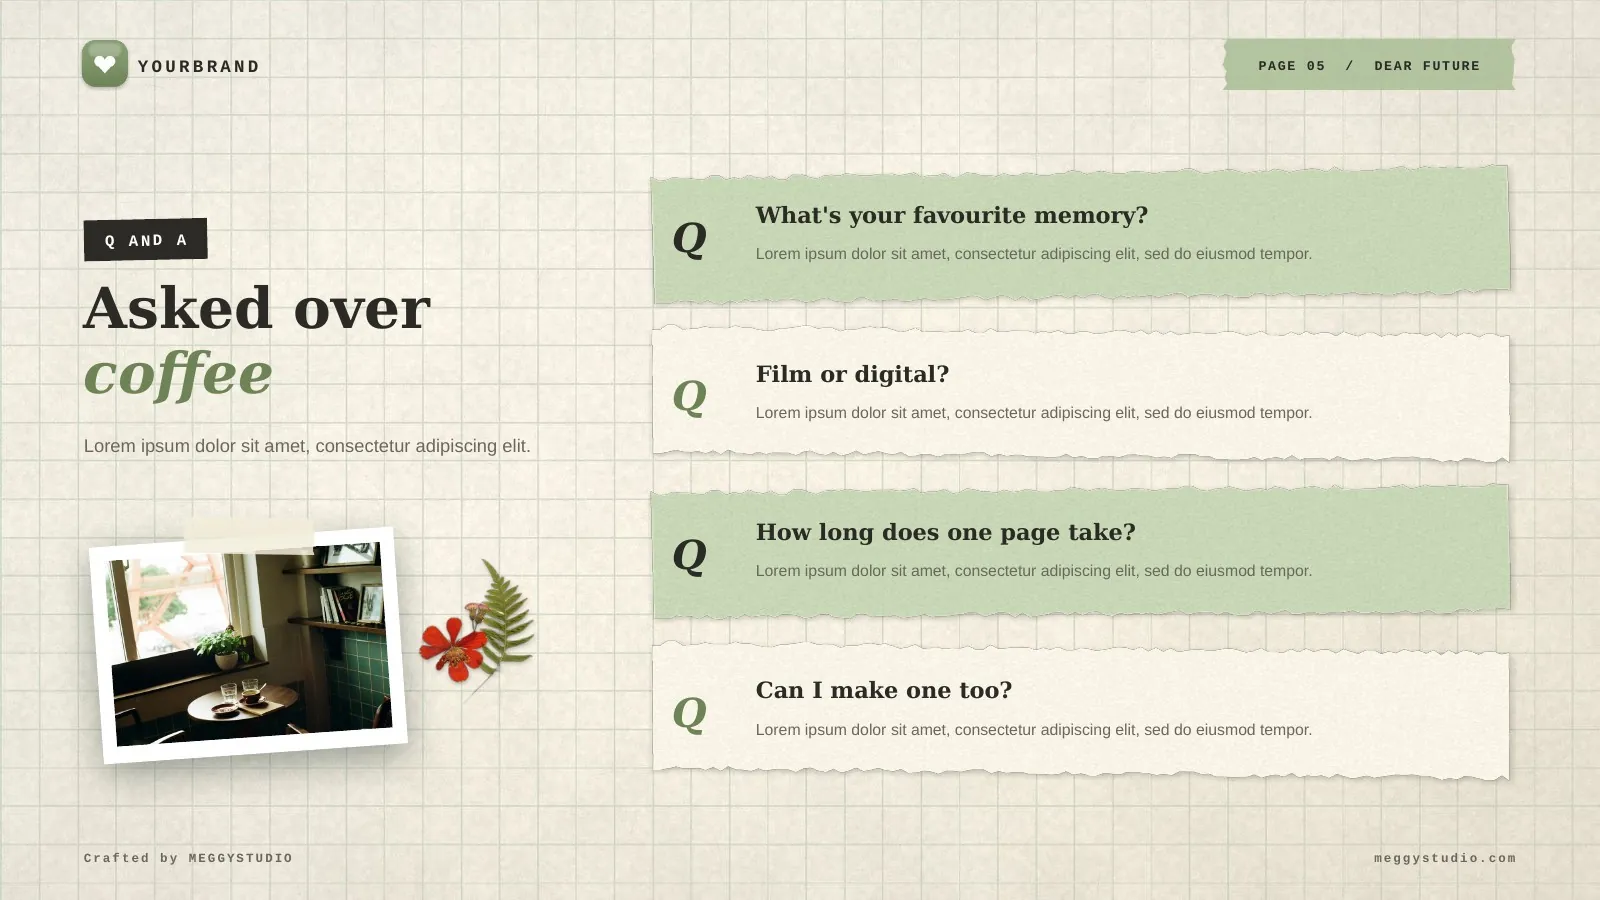 YOURBRAND
PAGE 05 / DEAR FUTURE
Q AND A
Asked over
coffee
Lorem ipsum dolor sit amet, consectetur adipiscing elit.
Q
What's your favourite memory?
Lorem ipsum dolor sit amet, consectetur adipiscing elit, sed do eiusmod tempor.
Q
Film or digital?
Lorem ipsum dolor sit amet, consectetur adipiscing elit, sed do eiusmod tempor.
Q
How long does one page take?
Lorem ipsum dolor sit amet, consectetur adipiscing elit, sed do eiusmod tempor.
Q
Can I make one too?
Lorem ipsum dolor sit amet, consectetur adipiscing elit, sed do eiusmod tempor.
Crafted by MEGGYSTUDIO
meggystudio.com